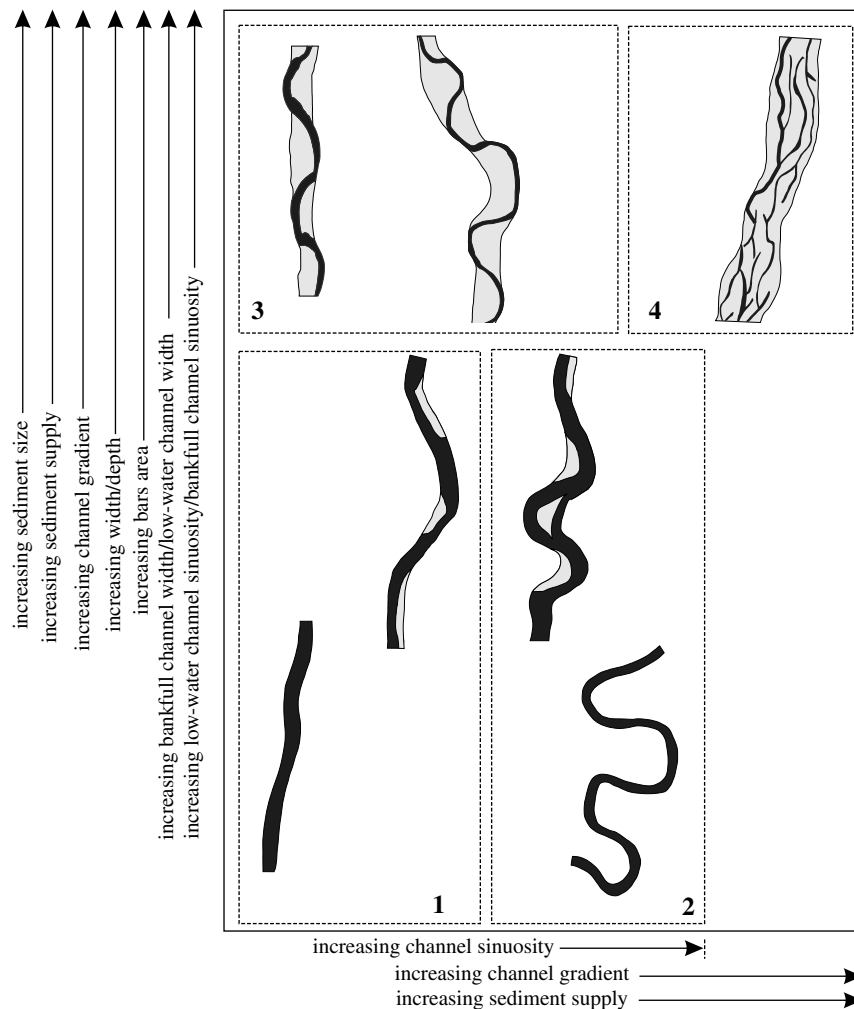 increasing sediment size
increasing sediment supply
increasing channel gradient
increasing width/depth
increasing bars area
increasing bankfull channel width/low-water channel width
increasing low-water channel sinuosity/bankfull channel sinuosity
3
4
1
2
increasing channel sinuosity
increasing channel gradient
increasing sediment supply